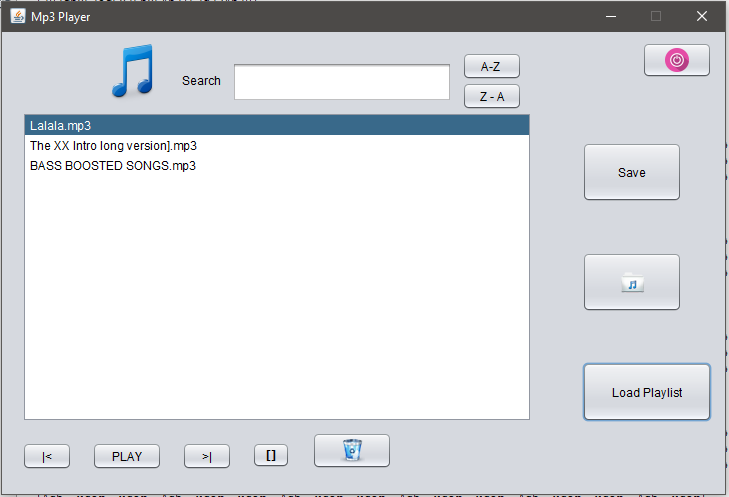 Mp3 Player
Search
A-Z
Z - A
Lalala.mp3
The XX Intro long version].mp3
BASS BOOSTED SONGS.mp3
Save
Load Playlist
|<
PLAY
>|
[]